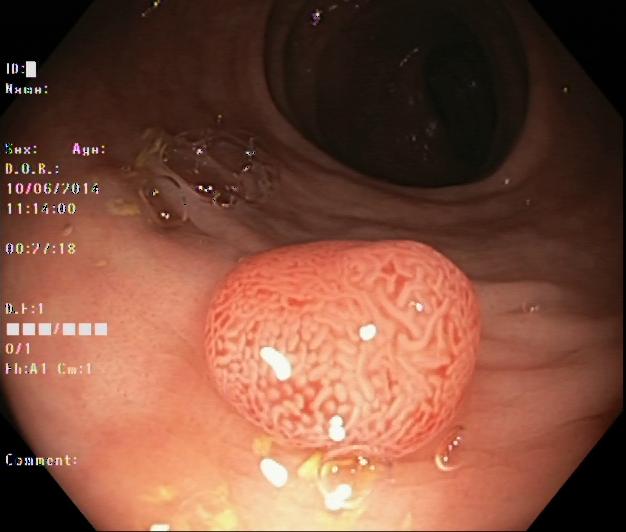 ID:
Name:
Sex: Age:
D.O.B.:
10/06/2014
11:14:00
00:27:18
D.F:1
■■■/■■■
0/1
Eh:A1 Cm:1
Comment: